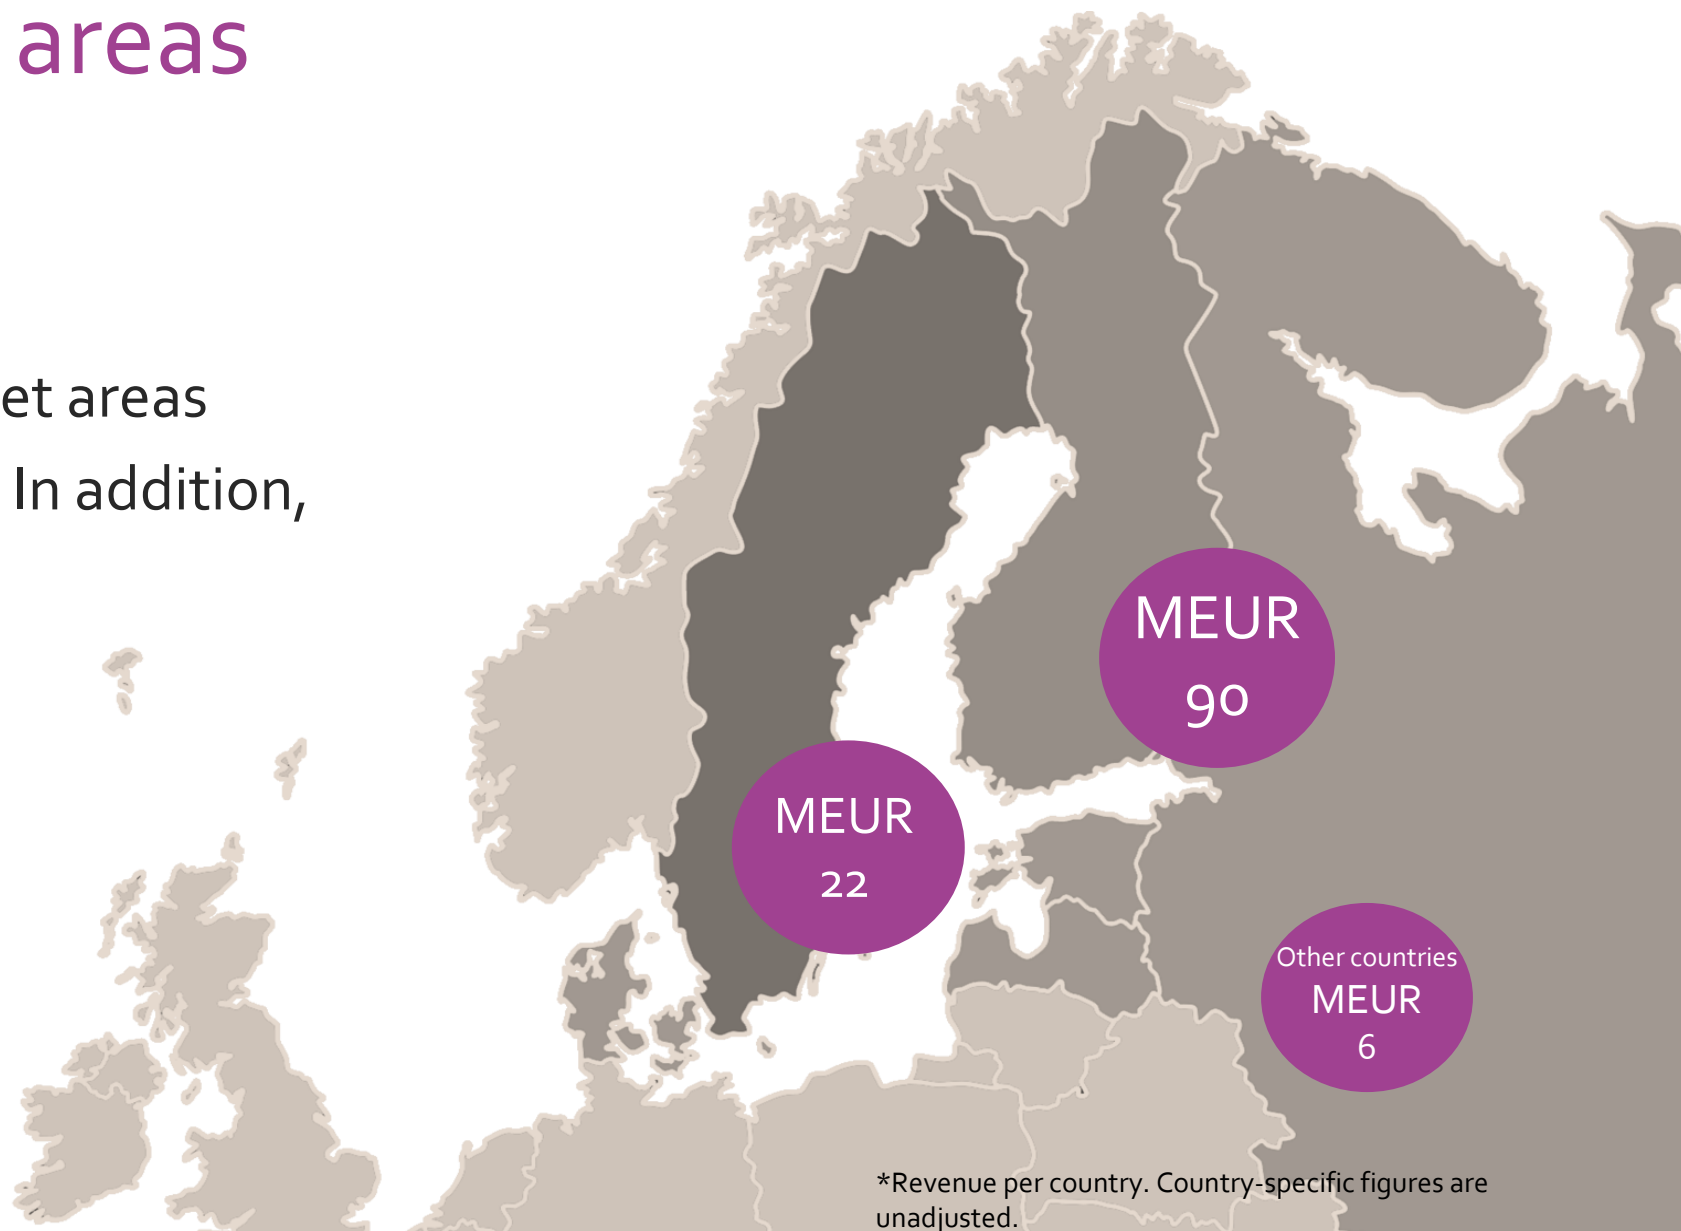 areas
et areas
In addition,
MEUR
90
MEUR
22
Other countries
MEUR
6
*Revenue per country. Country-specific figures are
unadjusted.